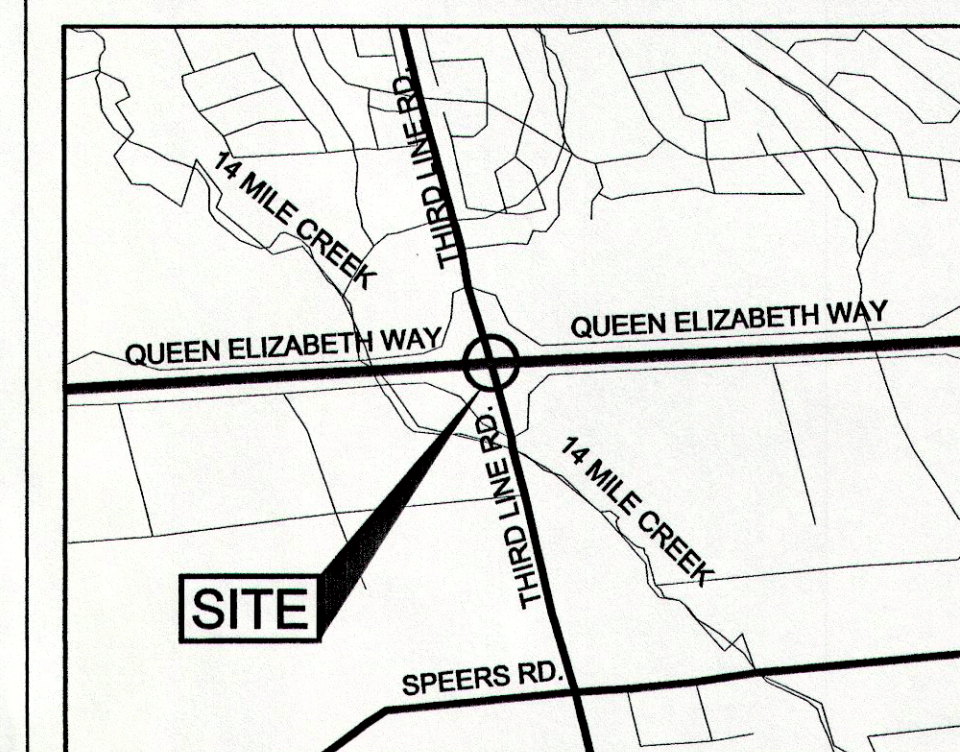 THIRD LINE RD.
14 MILE CREEK
QUEEN ELIZABETH WAY
QUEEN ELIZABETH WAY
THIRD LINE RD.
14 MILE CREEK
SITE
SPEERS RD.